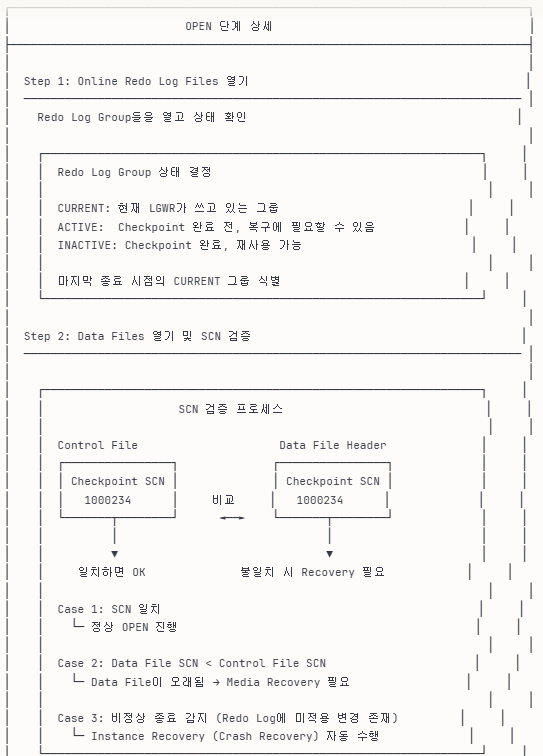 OPEN 단계 상세
Step 1: Online Redo Log Files 열기
Redo Log Group등을 열고 상태 확인
Redo Log Group 상태 결정
CURRENT: 현재 LGWR가 쓰고 있는 그룹
ACTIVE:  Checkpoint 완료 전, 복구에 필요할 수 있음
INACTIVE: Checkpoint 완료, 재사용 가능
마지막 종료 시점의 CURRENT 그룹 식별
Step 2: Data Files 열기 및 SCN 검증
SCN 검증 프로세스
Control File Data File Header
Checkpoint SCN Checkpoint SCN
1000234 비교 1000234
일치하면 OK 불일치 시 Recovery 필요
Case 1: SCN 일치
└─ 정상 OPEN 진행
Case 2: Data File SCN < Control File SCN
└─ Data File이 오래됨 → Media Recovery 필요
Case 3: 비정상 종료 감지 (Redo Log에 미적용 변경 존재)
└─ Instance Recovery (Crash Recovery) 자동 수행